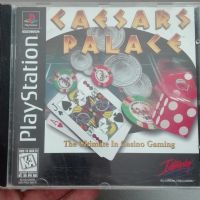 CAESARS
PALACE
PlayStation
The Ultimate In Casino Gaming
Interplay
K-A